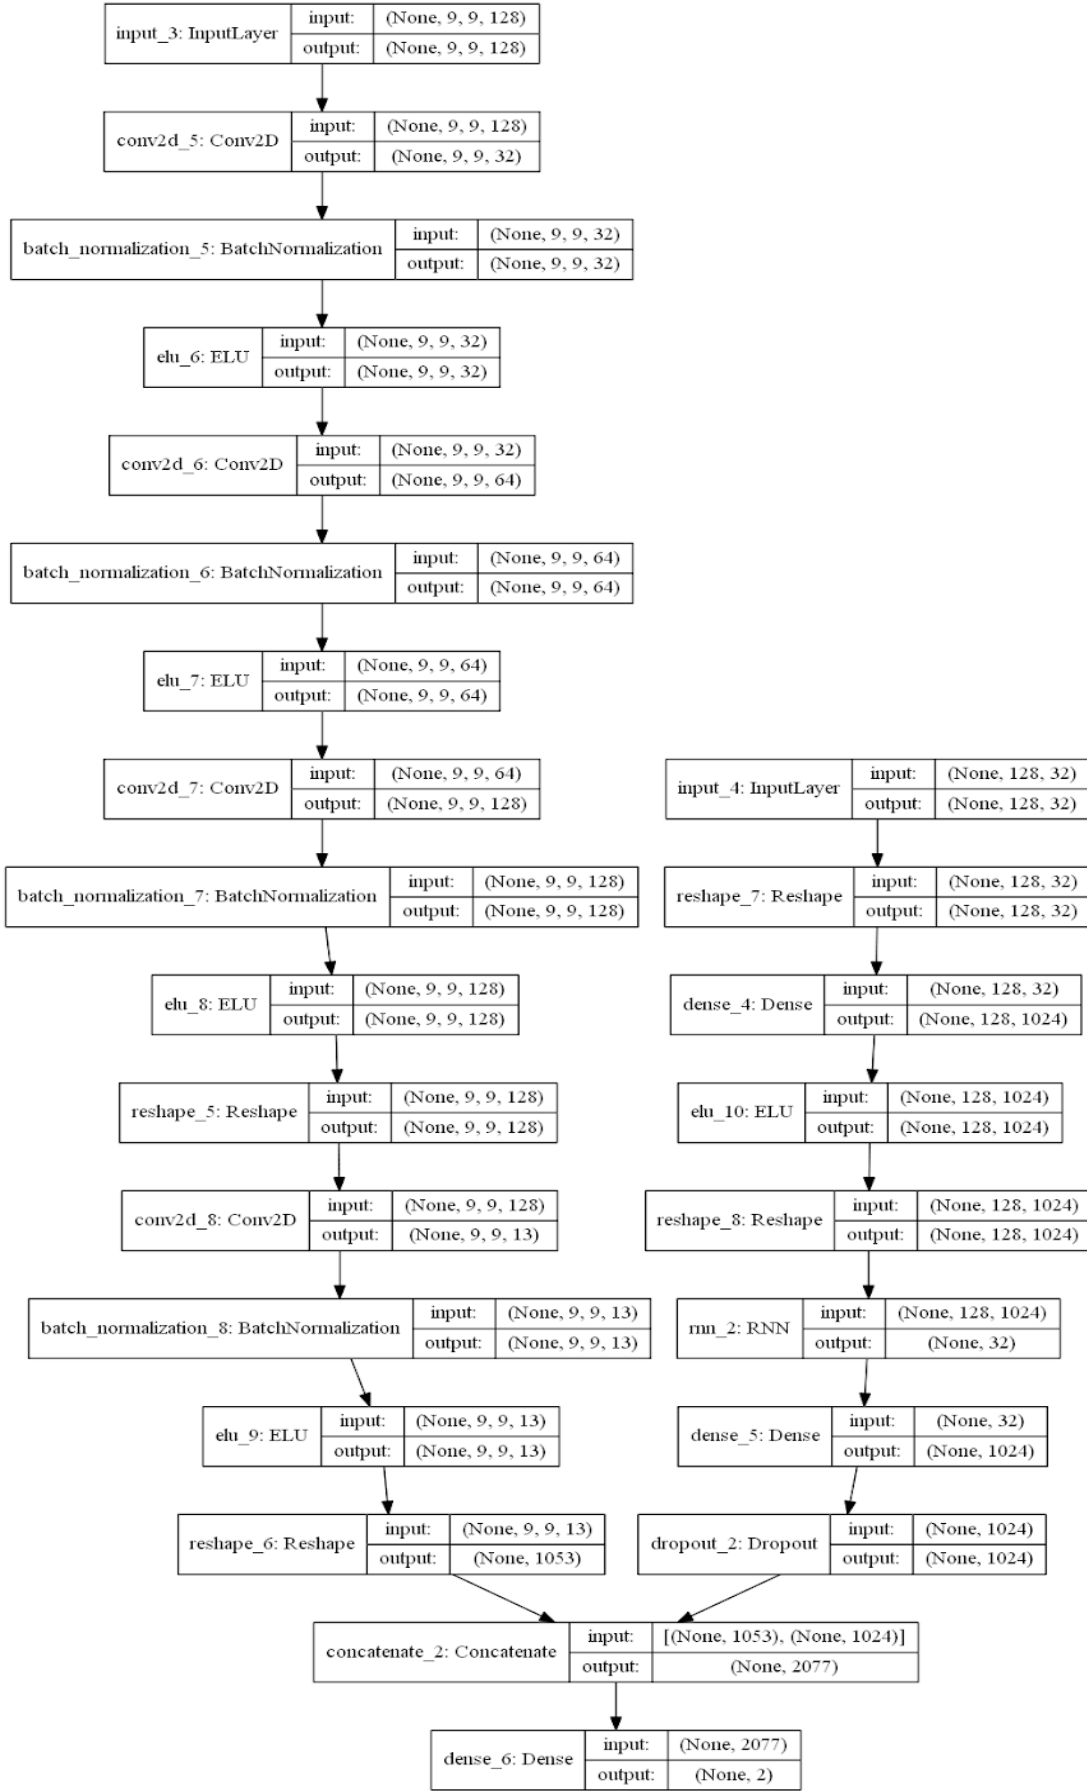 input_3: InputLayer
input: (None, 9, 9, 128)
output: (None, 9, 9, 128)
conv2d_5: Conv2D
input: (None, 9, 9, 128)
output: (None, 9, 9, 32)
batch_normalization_5: BatchNormalization
input: (None, 9, 9, 32)
output: (None, 9, 9, 32)
elu_6: ELU
input: (None, 9, 9, 32)
output: (None, 9, 9, 32)
conv2d_6: Conv2D
input: (None, 9, 9, 32)
output: (None, 9, 9, 64)
batch_normalization_6: BatchNormalization
input: (None, 9, 9, 64)
output: (None, 9, 9, 64)
elu_7: ELU
input: (None, 9, 9, 64)
output: (None, 9, 9, 64)
conv2d_7: Conv2D
input: (None, 9, 9, 64)
output: (None, 9, 9, 128)
batch_normalization_7: BatchNormalization
input: (None, 9, 9, 128)
output: (None, 9, 9, 128)
elu_8: ELU
input: (None, 9, 9, 128)
output: (None, 9, 9, 128)
reshape_5: Reshape
input: (None, 9, 9, 128)
output: (None, 9, 9, 128)
conv2d_8: Conv2D
input: (None, 9, 9, 128)
output: (None, 9, 9, 13)
batch_normalization_8: BatchNormalization
input: (None, 9, 9, 13)
output: (None, 9, 9, 13)
elu_9: ELU
input: (None, 9, 9, 13)
output: (None, 9, 9, 13)
reshape_6: Reshape
input: (None, 9, 9, 13)
output: (None, 1053)
input_4: InputLayer
input: (None, 128, 32)
output: (None, 128, 32)
reshape_7: Reshape
input: (None, 128, 32)
output: (None, 128, 32)
dense_4: Dense
input: (None, 128, 32)
output: (None, 128, 1024)
elu_10: ELU
input: (None, 128, 1024)
output: (None, 128, 1024)
reshape_8: Reshape
input: (None, 128, 1024)
output: (None, 128, 1024)
rnn_2: RNN
input: (None, 128, 1024)
output: (None, 32)
dense_5: Dense
input: (None, 32)
output: (None, 1024)
dropout_2: Dropout
input: (None, 1024)
output: (None, 1024)
concatenate_2: Concatenate
input: [(None, 1053), (None, 1024)]
output: (None, 2077)
dense_6: Dense
input: (None, 2077)
output: (None, 2)